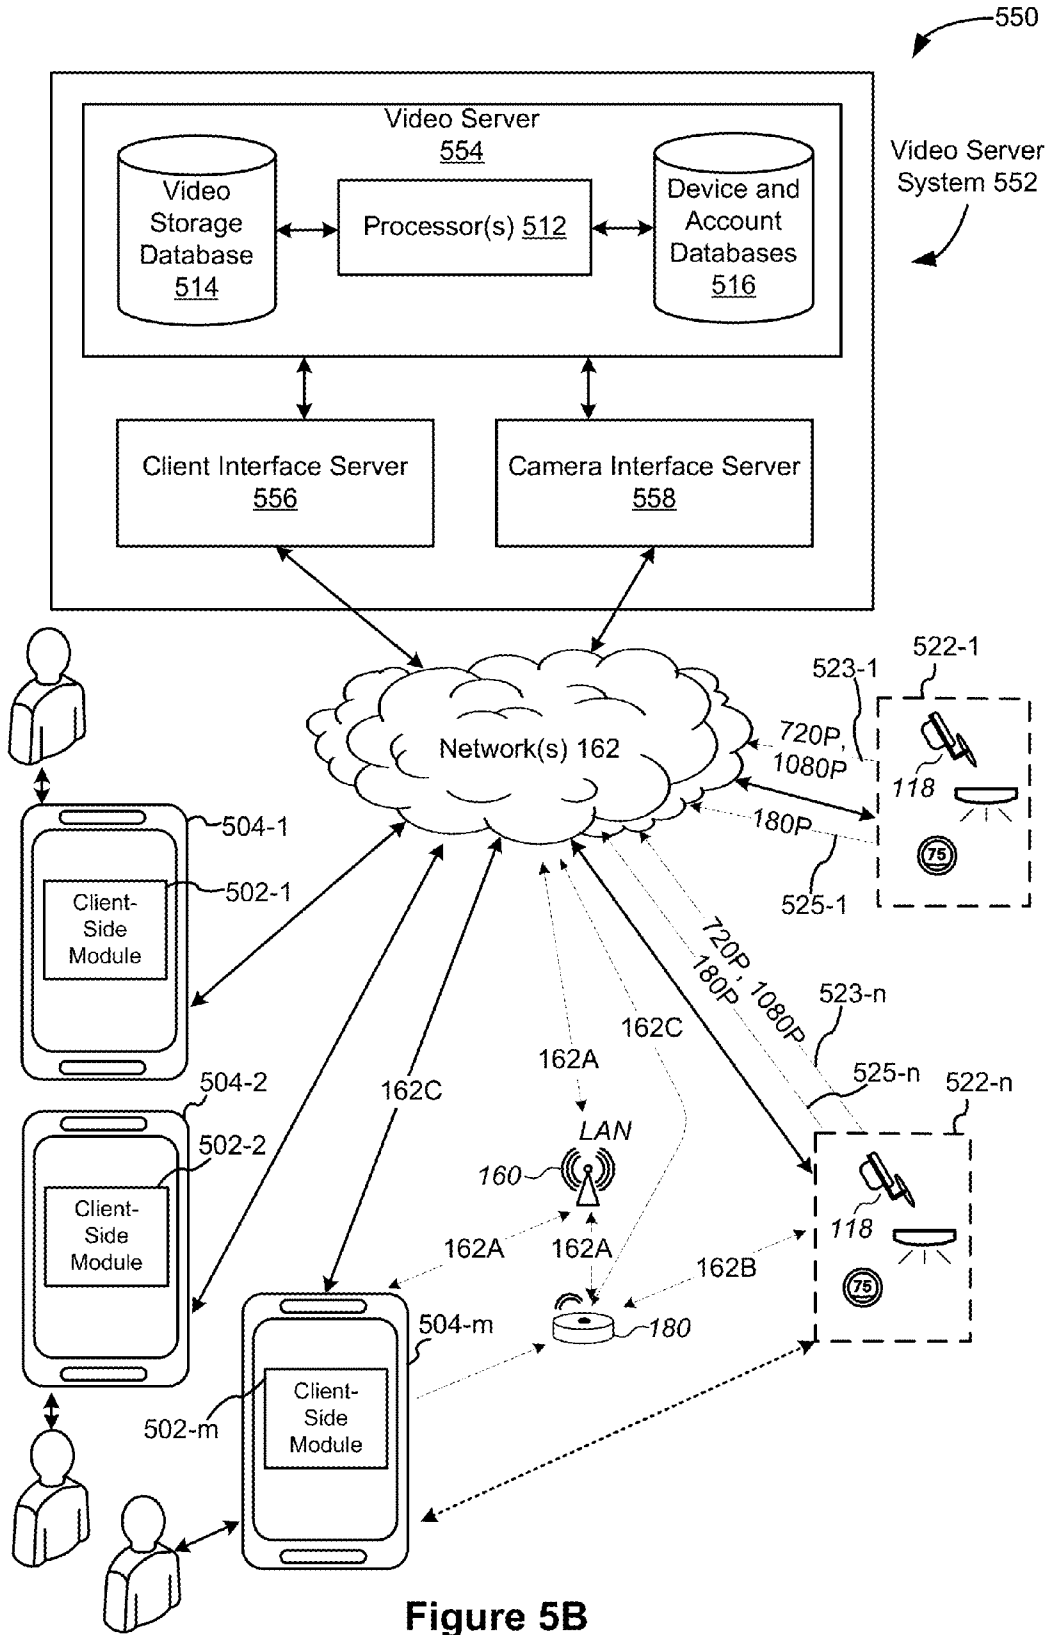 550
Video Server
System 552
Video Server
554
Video
Storage
Database
514
Processor(s) 512
Device and
Account
Databases
516
Client Interface Server
556
Camera Interface Server
558
Network(s) 162
523-1
522-1
720P,
1080P
118
180P
75
525-1
504-1
502-1
Client-
Side
Module
720P, 1080P
180P
523-n
525-n
522-n
162C
162A
162C
504-2
502-2
Client-
Side
Module
LAN
160
162A
162A
162B
118
75
180
504-m
502-m
Client-
Side
Module
Figure 5B